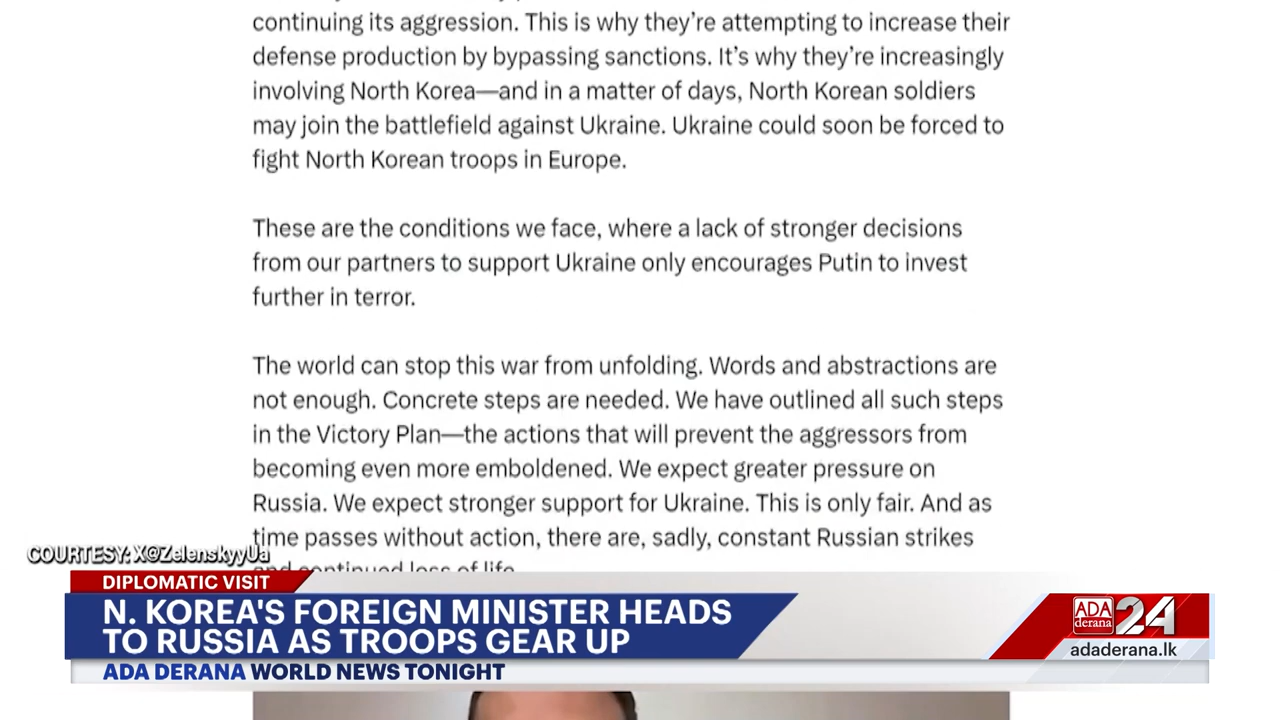 continuing its aggression. This is why they're attempting to increase their
defense production by bypassing sanctions. It's why they're increasingly
involving North Korea—and in a matter of days, North Korean soldiers
may join the battlefield against Ukraine. Ukraine could soon be forced to
fight North Korean troops in Europe.
These are the conditions we face, where a lack of stronger decisions
from our partners to support Ukraine only encourages Putin to invest
further in terror.
The world can stop this war from unfolding. Words and abstractions are
not enough. Concrete steps are needed. We have outlined all such steps
in the Victory Plan—the actions that will prevent the aggressors from
becoming even more emboldened. We expect greater pressure on
Russia. We expect stronger support for Ukraine. This is only fair. And as
time passes without action, there are, sadly, constant Russian strikes
and continued loss of life.
COURTESY: X@ZelenskyyUa
DIPLOMATIC VISIT
N. KOREA'S FOREIGN MINISTER HEADS
TO RUSSIA AS TROOPS GEAR UP
ADA DERANA WORLD NEWS TONIGHT
ADA
derana
24
adaderana.lk